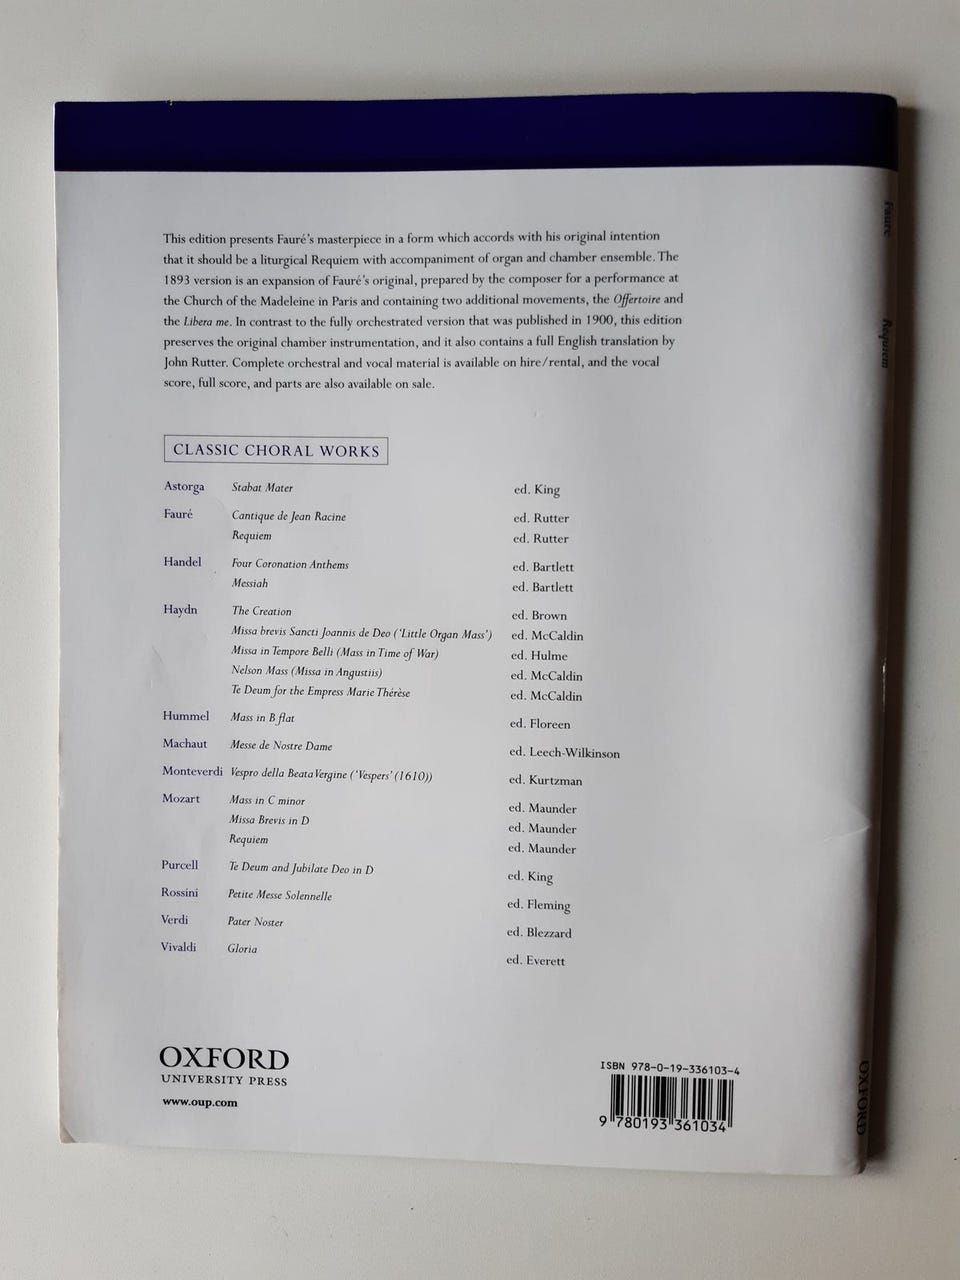 This edition presents Fauré's masterpiece in a form which accords with his original intention
that it should be a liturgical Requiem with accompaniment of organ and chamber ensemble. The
1893 version is an expansion of Fauré's original, prepared by the composer for a performance at
the Church of the Madeleine in Paris and containing two additional movements, the Offertoire and
the Libera me. In contrast to the fully orchestrated version that was published in 1900, this edition
preserves the original chamber instrumentation, and it also contains a full English translation by
John Rutter. Complete orchestral and vocal material is available on hire/rental, and the vocal
score, full score, and parts are also available on sale.
CLASSIC CHORAL WORKS
Astorga Stabat Mater ed. King
Fauré Cantique de Jean Racine ed. Rutter
Requiem ed. Rutter
Handel Four Coronation Anthems ed. Bartlett
Messiah ed. Bartlett
Haydn The Creation ed. Brown
Missa brevis Sancti Joannis de Deo ('Little Organ Mass') ed. McCaldin
Missa in Tempore Belli (Mass in Time of War) ed. Hulme
Nelson Mass (Missa in Angustiis) ed. McCaldin
Te Deum for the Empress Marie Thérèse ed. McCaldin
Hummel Mass in B flat ed. Floreen
Machaut Messe de Nostre Dame ed. Leech-Wilkinson
Monteverdi Vespro della Beata Vergine ('Vespers' (1610)) ed. Kurtzman
Mozart Mass in C minor ed. Maunder
Missa Brevis in D ed. Maunder
Requiem ed. Maunder
Purcell Te Deum and Jubilate Deo in D ed. King
Rossini Petite Messe Solennelle ed. Fleming
Verdi Pater Noster ed. Blezzard
Vivaldi Gloria ed. Everett
OXFORD
UNIVERSITY PRESS
www.oup.com
ISBN 978-0-19-336103-4
9 780193 361034
Fauré
Requiem
OXFORD